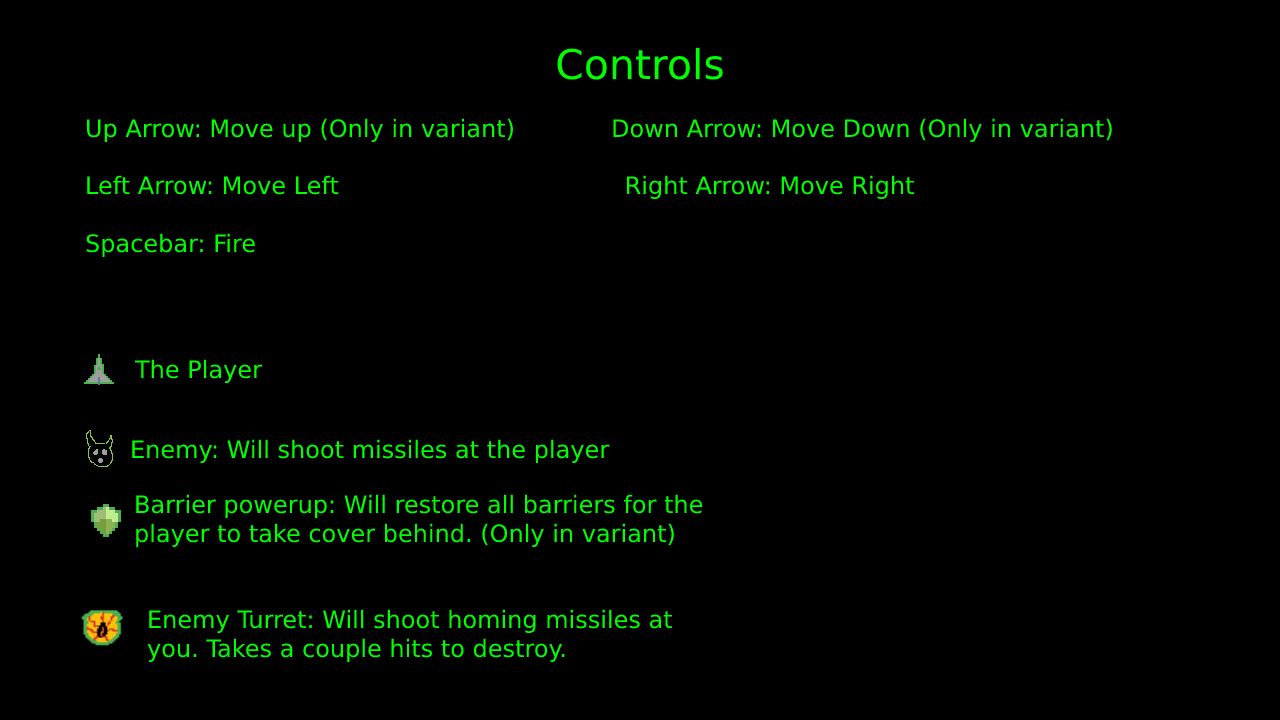 Controls
Up Arrow: Move up (Only in variant)
Down Arrow: Move Down (Only in variant)
Left Arrow: Move Left
Right Arrow: Move Right
Spacebar: Fire
The Player
Enemy: Will shoot missiles at the player
Barrier powerup: Will restore all barriers for the
player to take cover behind. (Only in variant)
Enemy Turret: Will shoot homing missiles at
you. Takes a couple hits to destroy.